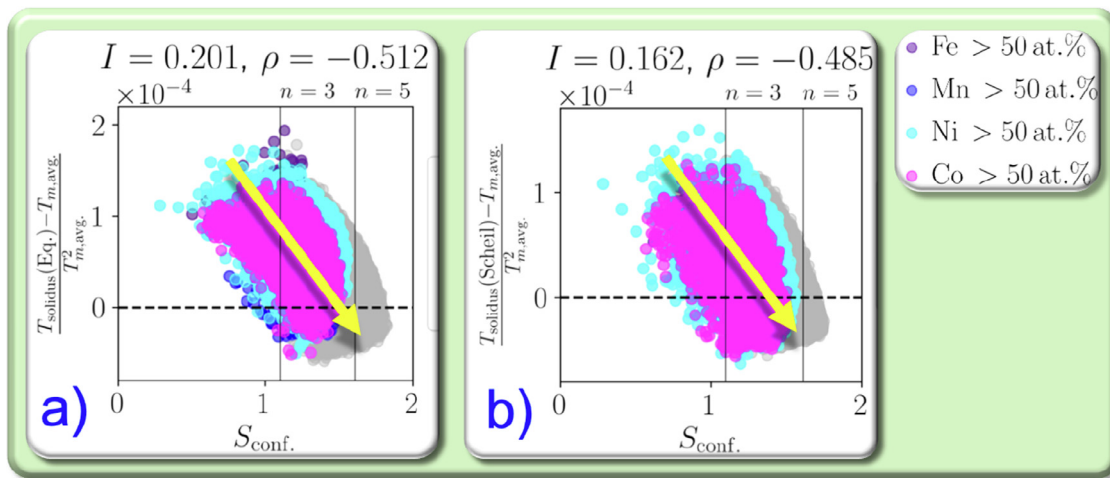 I = 0.201, ρ = −0.512
×10⁻⁴
n = 3
n = 5
2
1
0
T_solidus(Eq.)−T_m,avg.
T²_m,avg.
0
1
2
S_conf.
a)
I = 0.162, ρ = −0.485
×10⁻⁴
n = 3
n = 5
1
0
T_solidus(Scheil)−T_m,avg.
T²_m,avg.
0
1
2
S_conf.
b)
Fe > 50 at.%
Mn > 50 at.%
Ni > 50 at.%
Co > 50 at.%